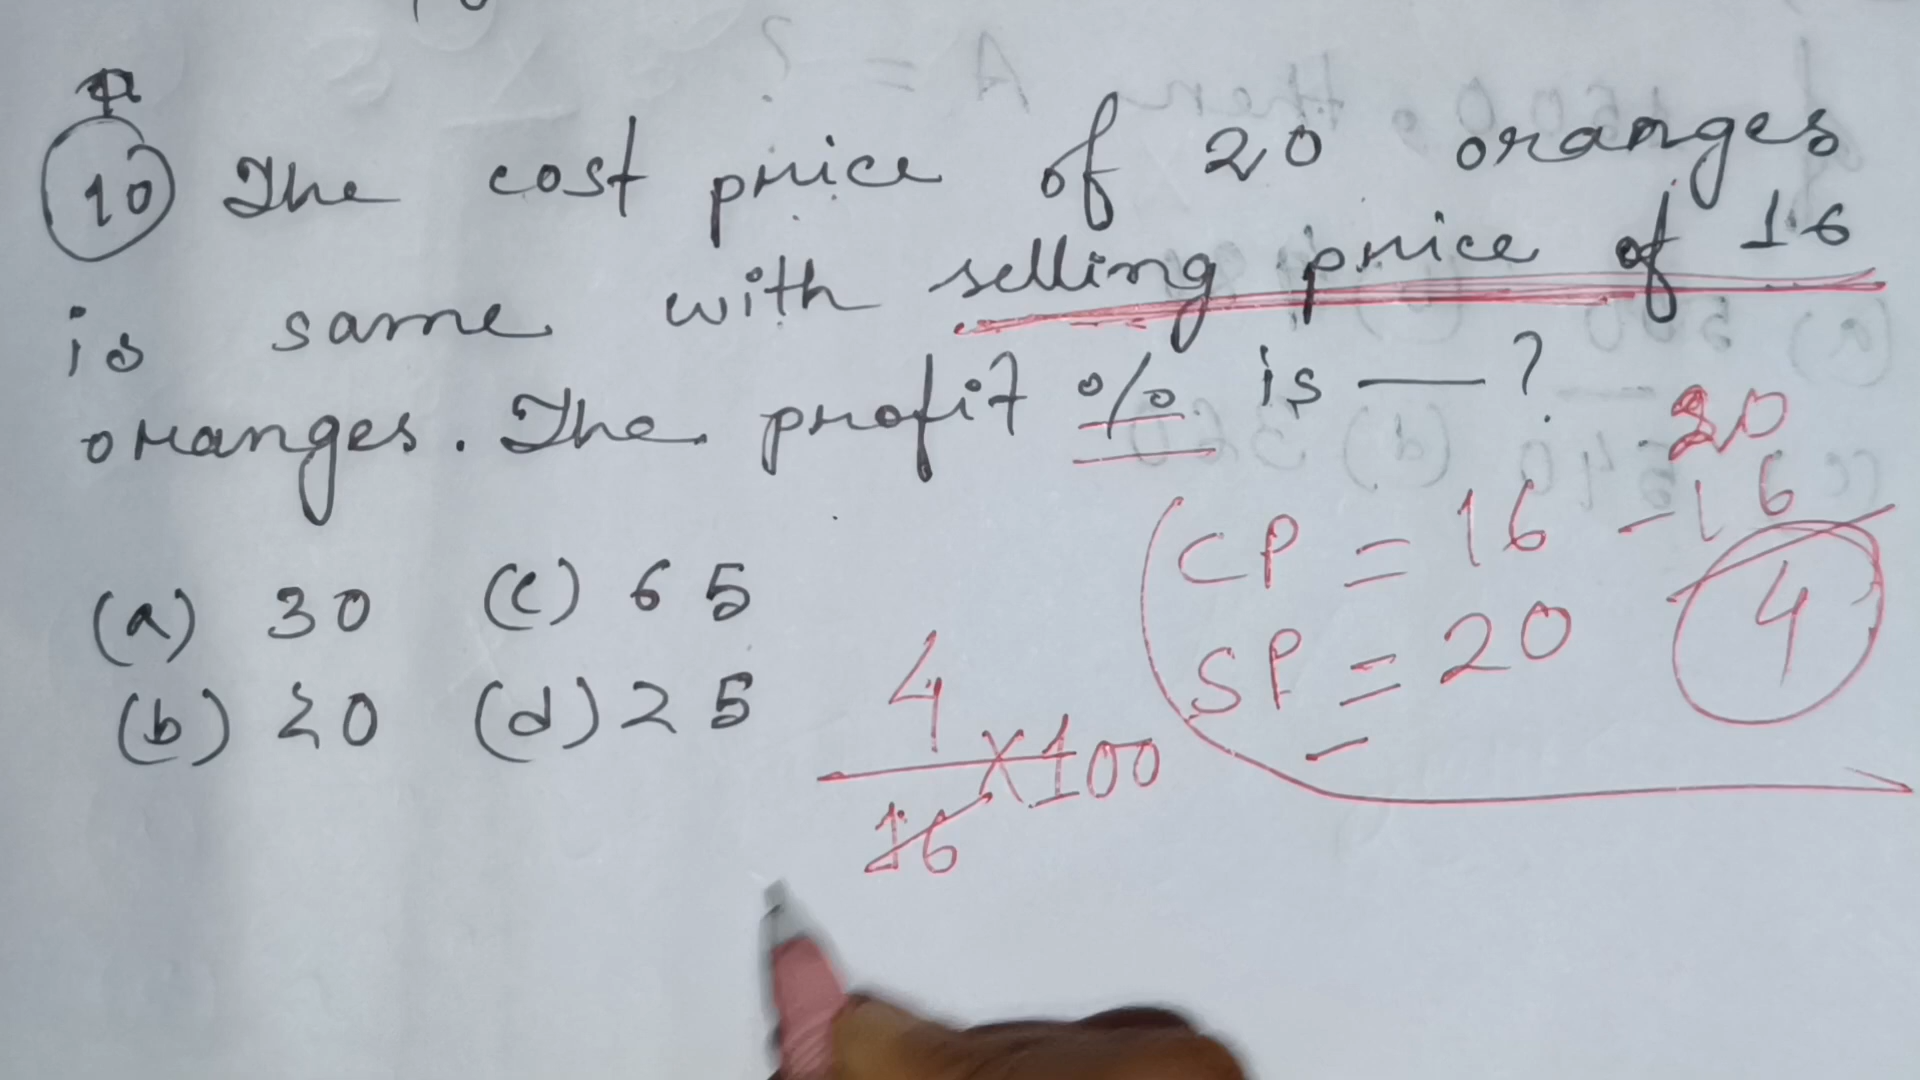 10 The cost price of 20 oranges
is same with selling price of 16
oranges. The profit % is — ?
(a) 30 (c) 65
(b) 20 (d) 25
20
CP = 16 - 16
SP = 20 4
4
× 100
16